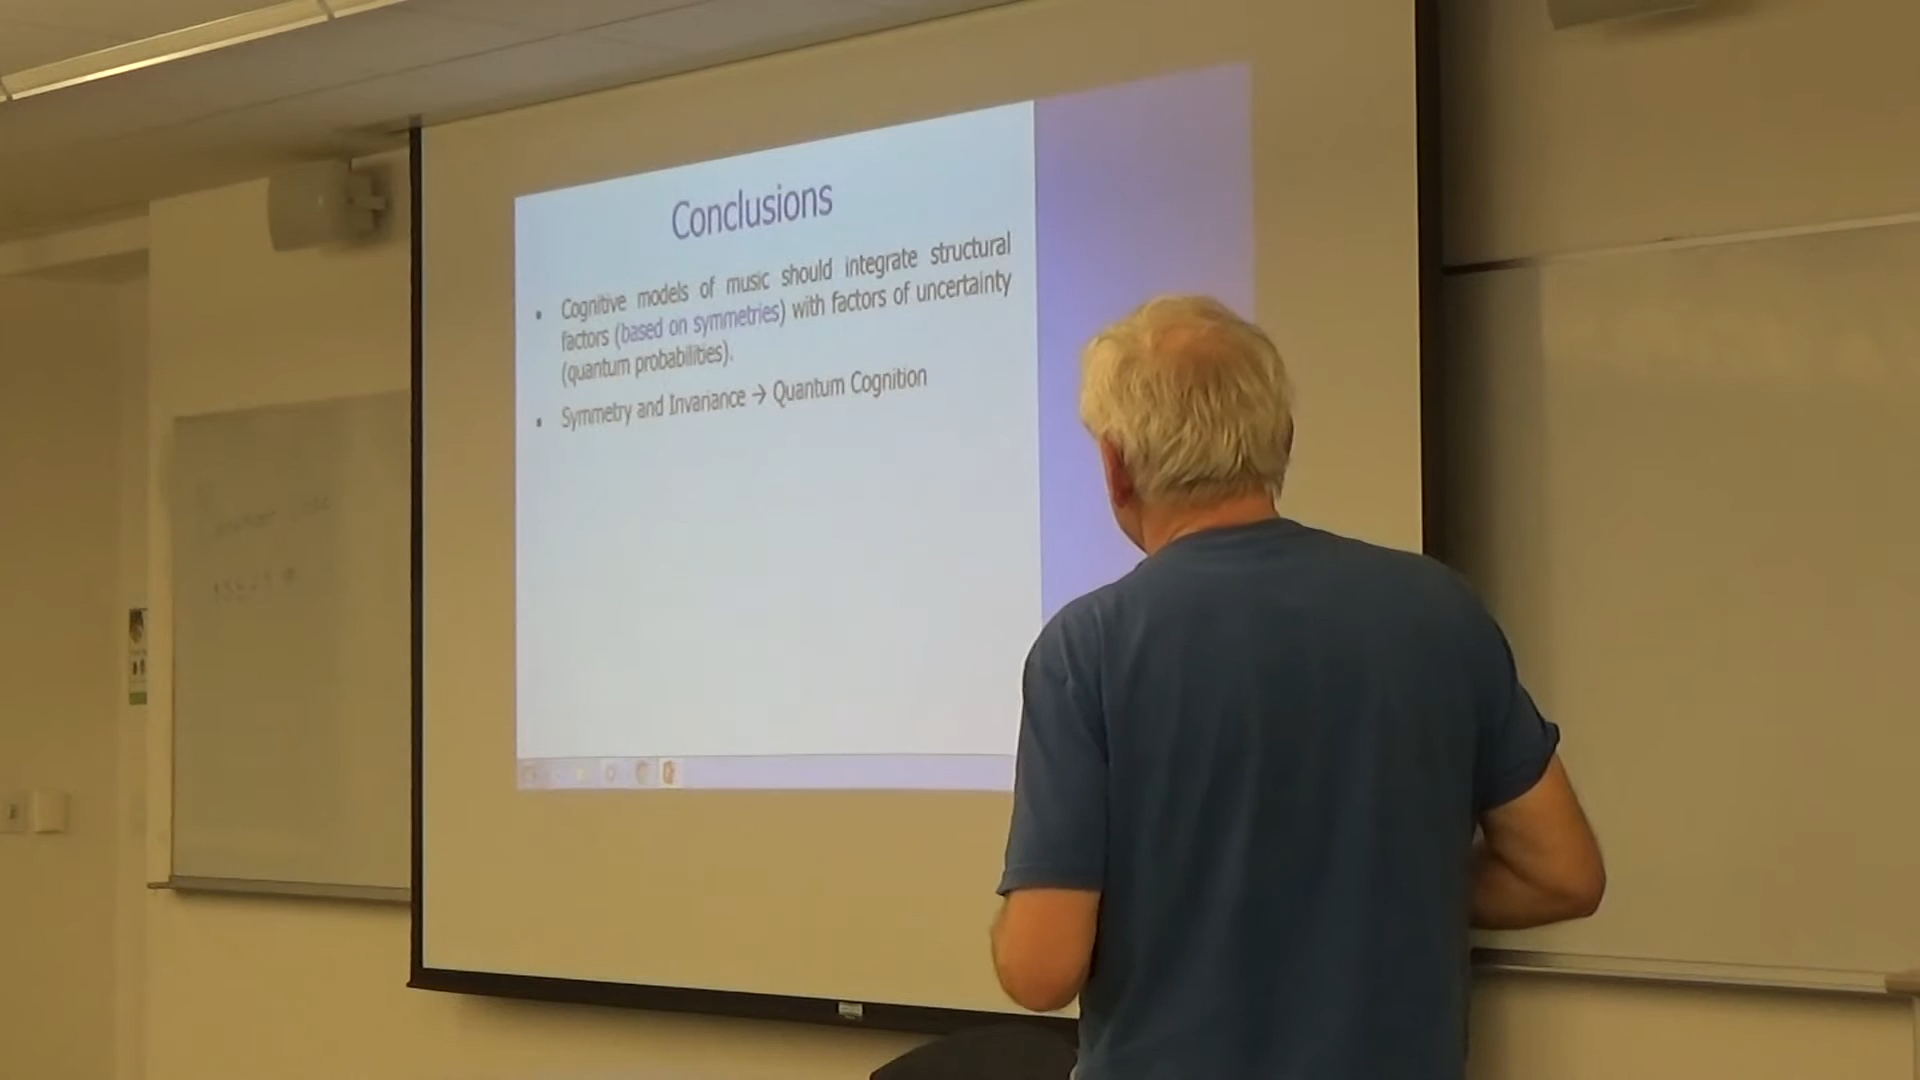 Conclusions
• Cognitive models of music should integrate structural
factors (based on symmetries) with factors of uncertainty
(quantum probabilities).
• Symmetry and Invariance → Quantum Cognition